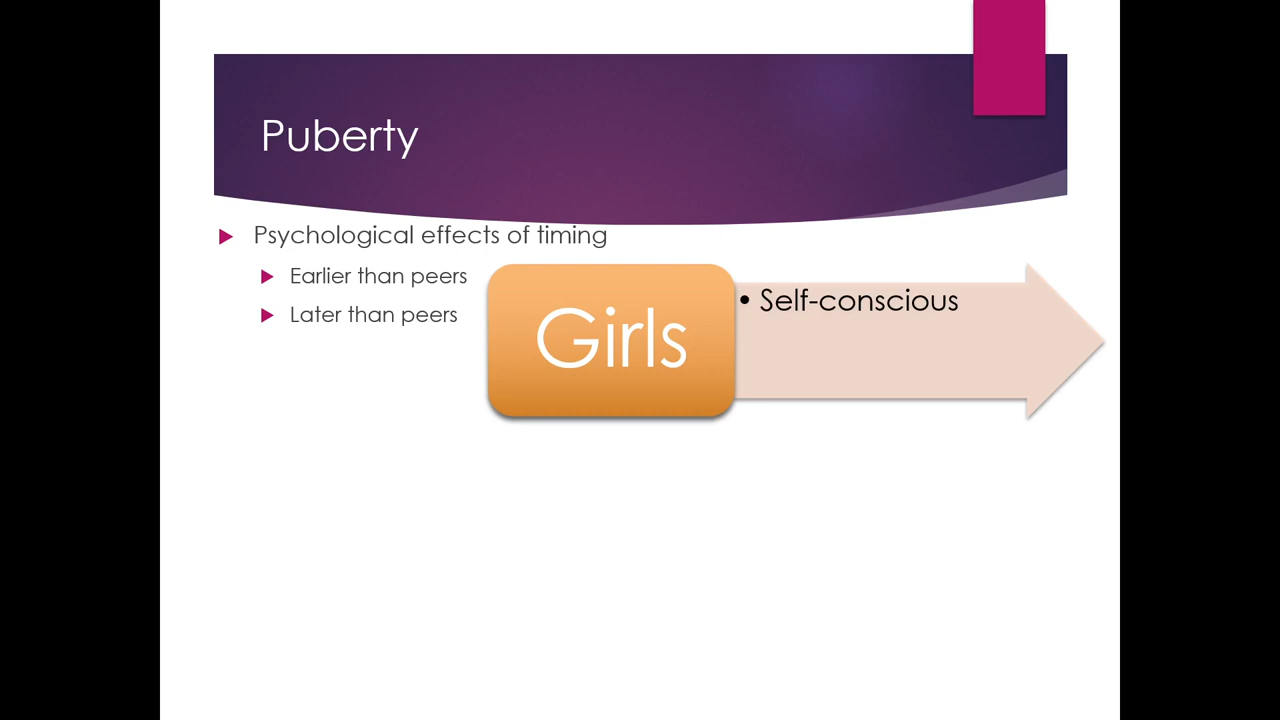 Puberty
Psychological effects of timing
Earlier than peers
Later than peers
Girls
• Self-conscious